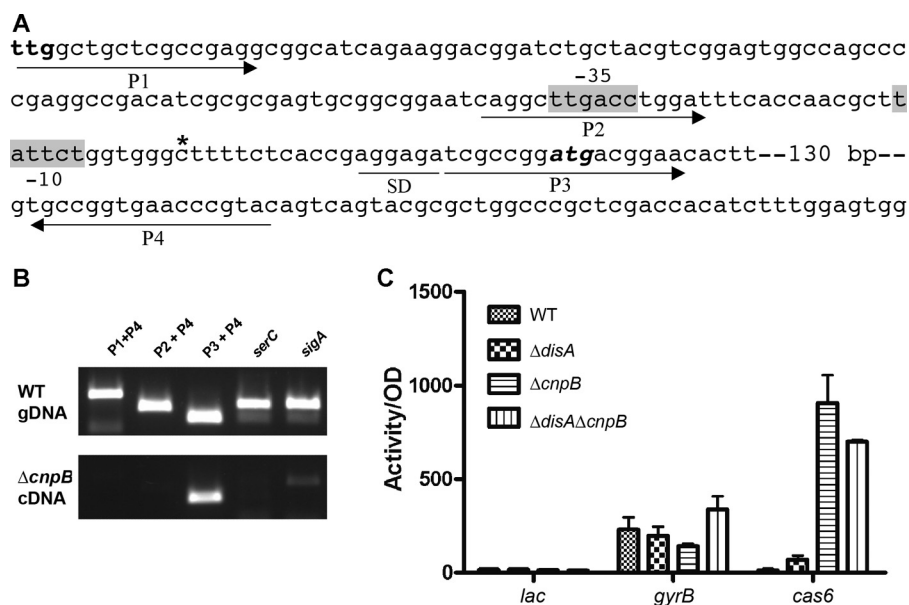 A
ttggctgctcgccgaggcggcatcagaaggacggatctgctacgtcggagtggccagccc
P1
-35
cgaggccgacatcgcgcgagtgcggcggaatcaggcttgacctggatttcaccaacgctt
P2
*
attctggtgggcttttctcaccgaggagatcgccggatgacggaacactt--130 bp--
-10
SD
P3
gtgccggtgaacccgtacagtcagtacgcgctggcccgctcgaccacatctttggagtgg
P4
B
P1+P4
P2 + P4
P3 + P4
serC
sigA
WT
gDNA
ΔcnpB
cDNA
C
Activity/OD
1500
1000
500
0
WT
ΔdisA
ΔcnpB
ΔdisAΔcnpB
lac
gyrB
cas6